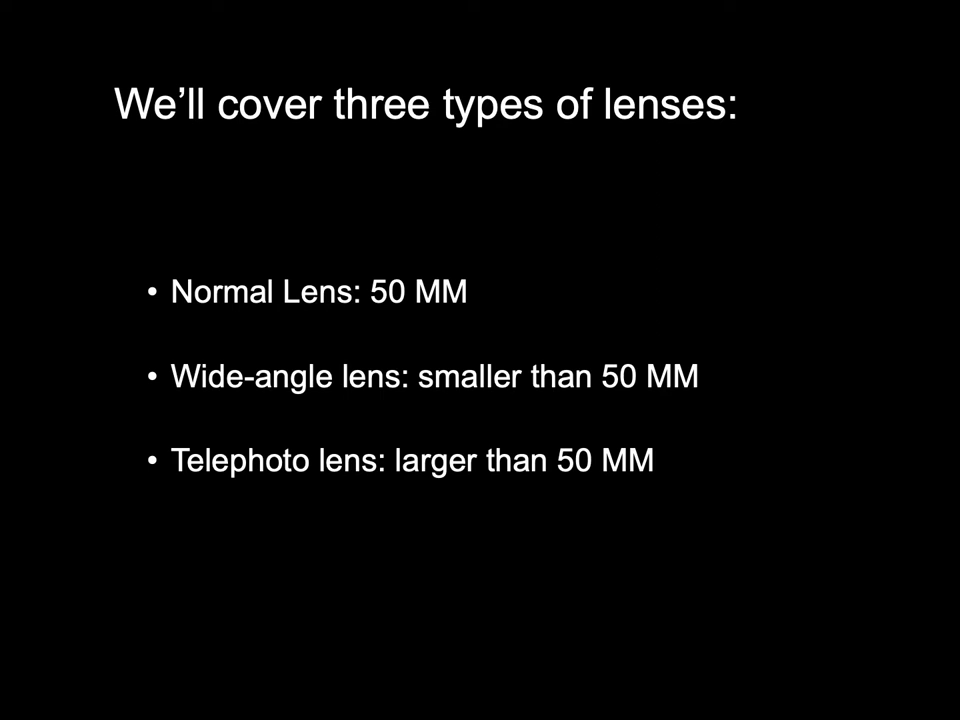 We’ll cover three types of lenses:
• Normal Lens: 50 MM
• Wide-angle lens: smaller than 50 MM
• Telephoto lens: larger than 50 MM